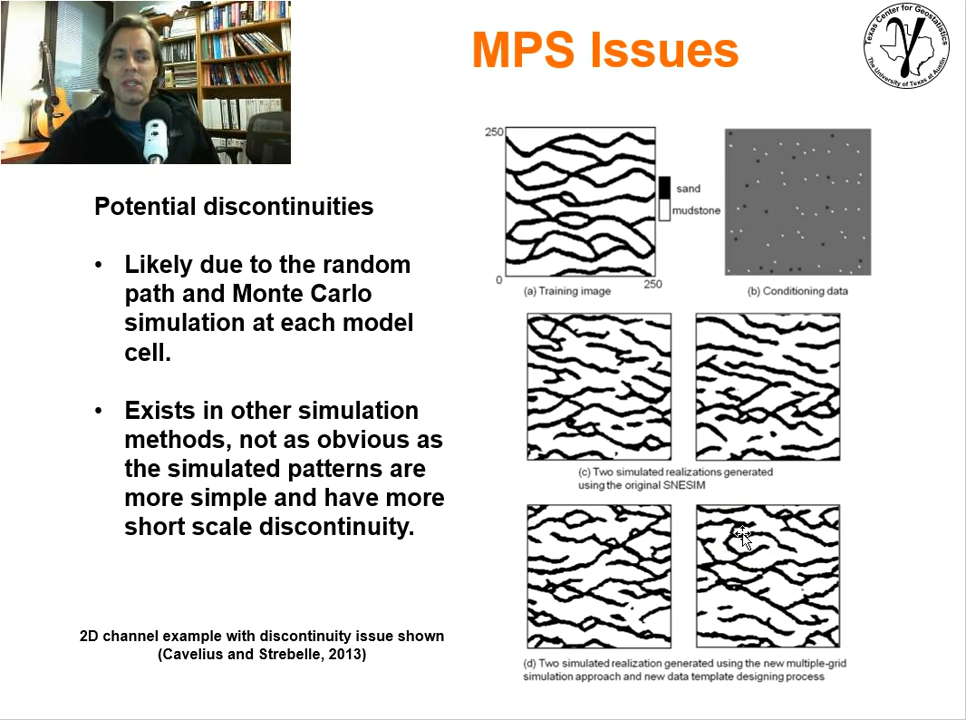 MPS Issues
Texas Center for Geostatistics
The University of Texas at Austin
Potential discontinuities
• Likely due to the random
path and Monte Carlo
simulation at each model
cell.
• Exists in other simulation
methods, not as obvious as
the simulated patterns are
more simple and have more
short scale discontinuity.
2D channel example with discontinuity issue shown
(Cavelius and Strebelle, 2013)
250
sand
mudstone
0
250
(a) Training image
(b) Conditioning data
(c) Two simulated realizations generated
using the original SNESIM
(d) Two simulated realization generated using the new multiple-grid
simulation approach and new data template designing process